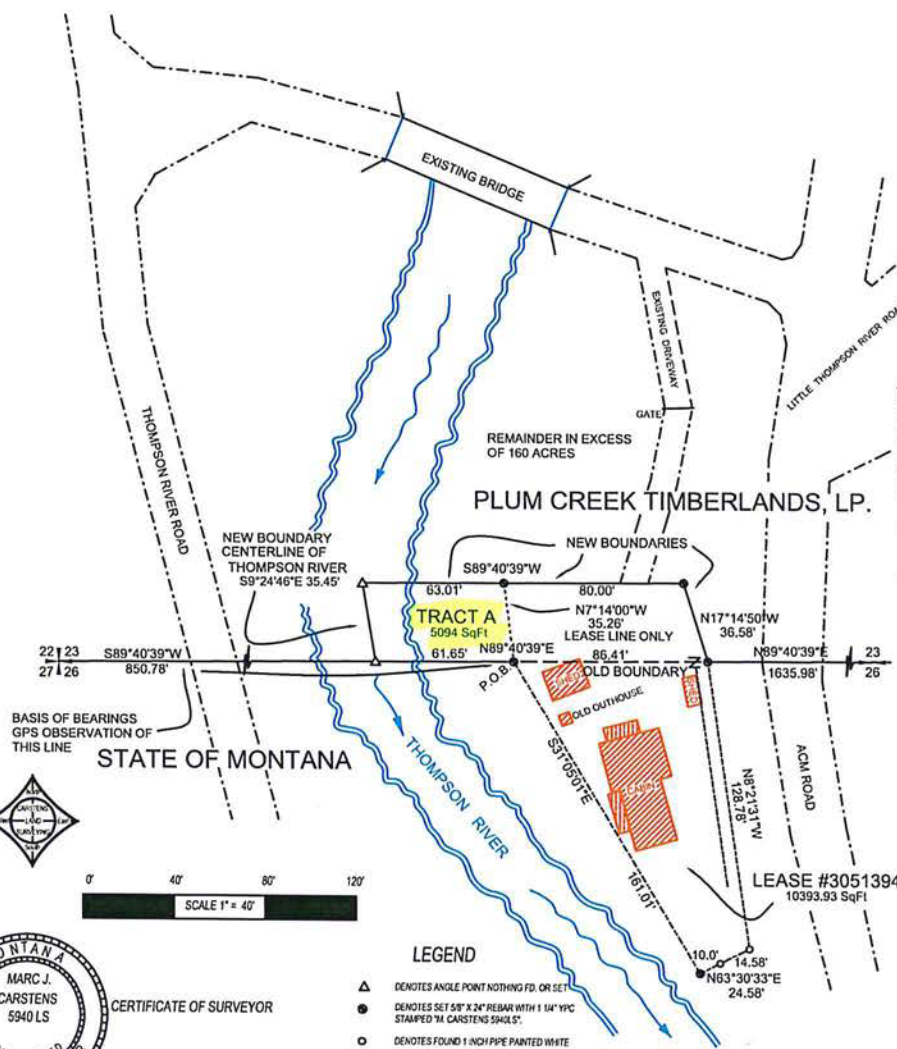 EXISTING BRIDGE
EXISTING DRIVEWAY
LITTLE THOMPSON RIVER
GATE
THOMPSON RIVER ROAD
REMAINDER IN EXCESS
OF 160 ACRES
PLUM CREEK TIMBERLANDS, LP.
NEW BOUNDARY
CENTERLINE OF
THOMPSON RIVER
S9°24'46"E 35.45'
NEW BOUNDARIES
S89°40'39"W
63.01'
80.00'
TRACT A
5094 SqFt
N7°14'00"W
35.26'
LEASE LINE ONLY
N17°14'50"W
36.58'
22 23
27 26
S89°40'39"W
850.78'
61.65'
N89°40'39"E
86.41'
OLD BOUNDARY
N89°40'39"E
1635.98'
23
26
P.O.B.
SHED
SHED
OLD OUTHOUSE
CABIN
BASIS OF BEARINGS
GPS OBSERVATION OF
THIS LINE
STATE OF MONTANA
THOMPSON RIVER
S31°05'01"E
161.01'
N8°21'31"W
128.78'
ACM ROAD
CARSTENS
LAND
SURVEYING
0' 40' 80' 120'
SCALE 1" = 40'
LEASE #3051394
10393.93 SqFt
10.0'
14.58'
N63°30'33"E
24.58'
MONTANA
MARC J.
CARSTENS
5940 LS
CERTIFICATE OF SURVEYOR
LEGEND
DENOTES ANGLE POINT NOTHING FD. OR SET
DENOTES SET 5/8" X 24" REBAR WITH 1 1/4" YPC
STAMPED "M. CARSTENS 5940LS".
DENOTES FOUND 1 INCH PIPE PAINTED WHITE